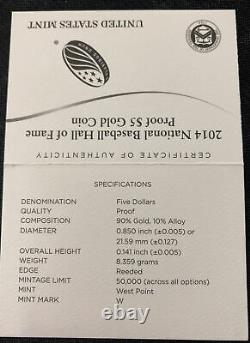 UNITED STATES MINT
2014 National Baseball Hall of Fame
Proof $5 Gold Coin
CERTIFICATE OF AUTHENTICITY
SPECIFICATIONS
DENOMINATION Five Dollars
QUALITY Proof
COMPOSITION 90% Gold, 10% Alloy
DIAMETER 0.850 inch (±0.005) or
21.59 mm (±0.127)
OVERALL HEIGHT 0.141 inch (±0.005)
WEIGHT 8.359 grams
EDGE Reeded
MINTAGE LIMIT 50,000 (across all options)
MINT West Point
MINT MARK W